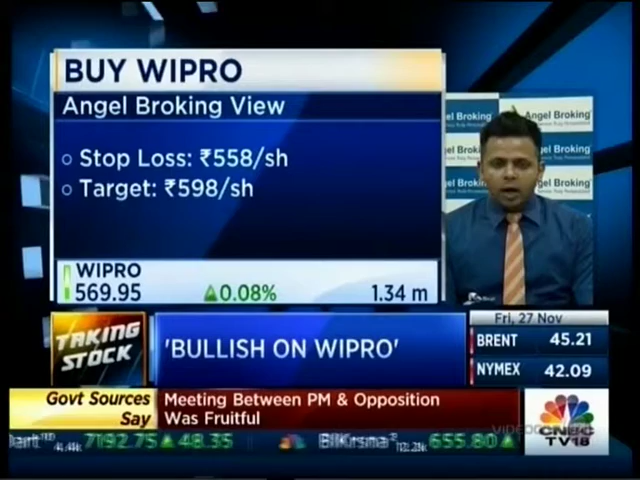 BUY WIPRO
Angel Broking View
Stop Loss: ₹558/sh
Target: ₹598/sh
WIPRO
569.95 ▲0.08% 1.34 m
Angel Broking
Angel Broking
TAKING
STOCK
'BULLISH ON WIPRO'
Fri, 27 Nov
BRENT 45.21
NYMEX 42.09
Govt Sources
Say
Meeting Between PM & Opposition
Was Fruitful
7192.75 ▲ 48.35
655.80 ▲
CNBC
TV18